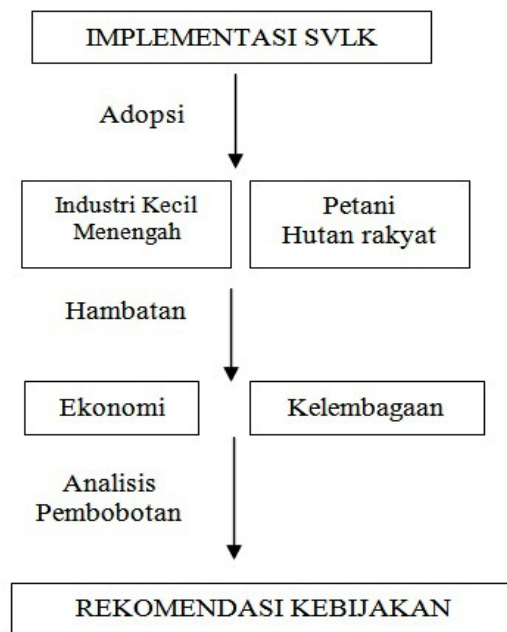 IMPLEMENTASI SVLK
Adopsi
Industri Kecil
Menengah
Petani
Hutan rakyat
Hambatan
Ekonomi
Kelembagaan
Analisis
Pembobotan
REKOMENDASI KEBIJAKAN